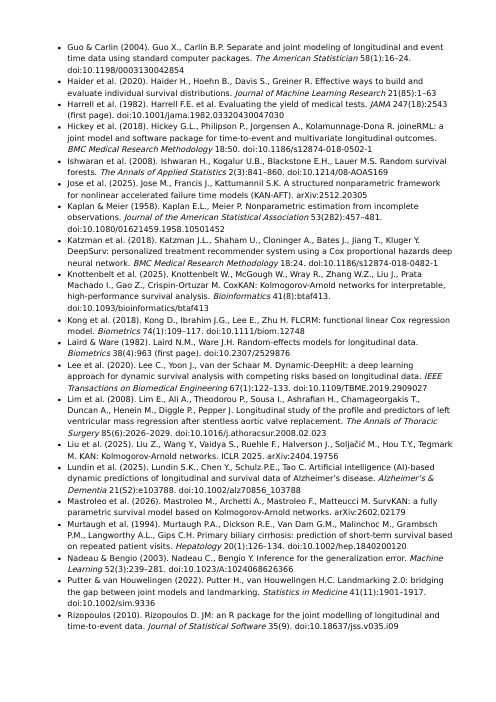 • Guo & Carlin (2004). Guo X., Carlin B.P. Separate and joint modeling of longitudinal and event
time data using standard computer packages. The American Statistician 58(1):16–24.
doi:10.1198/0003130042854
• Haider et al. (2020). Haider H., Hoehn B., Davis S., Greiner R. Effective ways to build and
evaluate individual survival distributions. Journal of Machine Learning Research 21(85):1–63
• Harrell et al. (1982). Harrell F.E. et al. Evaluating the yield of medical tests. JAMA 247(18):2543
(first page). doi:10.1001/jama.1982.03320430047030
• Hickey et al. (2018). Hickey G.L., Philipson P., Jorgensen A., Kolamunnage-Dona R. joineRML: a
joint model and software package for time-to-event and multivariate longitudinal outcomes.
BMC Medical Research Methodology 18:50. doi:10.1186/s12874-018-0502-1
• Ishwaran et al. (2008). Ishwaran H., Kogalur U.B., Blackstone E.H., Lauer M.S. Random survival
forests. The Annals of Applied Statistics 2(3):841–860. doi:10.1214/08-AOAS169
• Jose et al. (2025). Jose M., Francis J., Kattumannil S.K. A structured nonparametric framework
for nonlinear accelerated failure time models (KAN-AFT). arXiv:2512.20305
• Kaplan & Meier (1958). Kaplan E.L., Meier P. Nonparametric estimation from incomplete
observations. Journal of the American Statistical Association 53(282):457–481.
doi:10.1080/01621459.1958.10501452
• Katzman et al. (2018). Katzman J.L., Shaham U., Cloninger A., Bates J., Jiang T., Kluger Y.
DeepSurv: personalized treatment recommender system using a Cox proportional hazards deep
neural network. BMC Medical Research Methodology 18:24. doi:10.1186/s12874-018-0482-1
• Knottenbelt et al. (2025). Knottenbelt W., McGough W., Wray R., Zhang W.Z., Liu J., Prata
Machado I., Gao Z., Crispin-Ortuzar M. CoxKAN: Kolmogorov-Arnold networks for interpretable,
high-performance survival analysis. Bioinformatics 41(8):btaf413.
doi:10.1093/bioinformatics/btaf413
• Kong et al. (2018). Kong D., Ibrahim J.G., Lee E., Zhu H. FLCRM: functional linear Cox regression
model. Biometrics 74(1):109–117. doi:10.1111/biom.12748
• Laird & Ware (1982). Laird N.M., Ware J.H. Random-effects models for longitudinal data.
Biometrics 38(4):963 (first page). doi:10.2307/2529876
• Lee et al. (2020). Lee C., Yoon J., van der Schaar M. Dynamic-DeepHit: a deep learning
approach for dynamic survival analysis with competing risks based on longitudinal data. IEEE
Transactions on Biomedical Engineering 67(1):122–133. doi:10.1109/TBME.2019.2909027
• Lim et al. (2008). Lim E., Ali A., Theodorou P., Sousa I., Ashrafian H., Chamageorgakis T.,
Duncan A., Henein M., Diggle P., Pepper J. Longitudinal study of the profile and predictors of left
ventricular mass regression after stentless aortic valve replacement. The Annals of Thoracic
Surgery 85(6):2026–2029. doi:10.1016/j.athoracsur.2008.02.023
• Liu et al. (2025). Liu Z., Wang Y., Vaidya S., Ruehle F., Halverson J., Soljačić M., Hou T.Y., Tegmark
M. KAN: Kolmogorov-Arnold networks. ICLR 2025. arXiv:2404.19756
• Lundin et al. (2025). Lundin S.K., Chen Y., Schulz P.E., Tao C. Artificial intelligence (AI)-based
dynamic predictions of longitudinal and survival data of Alzheimer’s disease. Alzheimer’s &
Dementia 21(S2):e103788. doi:10.1002/alz70856_103788
• Mastroleo et al. (2026). Mastroleo M., Archetti A., Mastroleo F., Matteucci M. SurvKAN: a fully
parametric survival model based on Kolmogorov-Arnold networks. arXiv:2602.02179
• Murtaugh et al. (1994). Murtaugh P.A., Dickson R.E., Van Dam G.M., Malinchoc M., Grambsch
P.M., Langworthy A.L., Gips C.H. Primary biliary cirrhosis: prediction of short-term survival based
on repeated patient visits. Hepatology 20(1):126–134. doi:10.1002/hep.1840200120
• Nadeau & Bengio (2003). Nadeau C., Bengio Y. Inference for the generalization error. Machine
Learning 52(3):239–281. doi:10.1023/A:1024068626366
• Putter & van Houwelingen (2022). Putter H., van Houwelingen H.C. Landmarking 2.0: bridging
the gap between joint models and landmarking. Statistics in Medicine 41(11):1901–1917.
doi:10.1002/sim.9336
• Rizopoulos (2010). Rizopoulos D. JM: an R package for the joint modelling of longitudinal and
time-to-event data. Journal of Statistical Software 35(9). doi:10.18637/jss.v035.i09